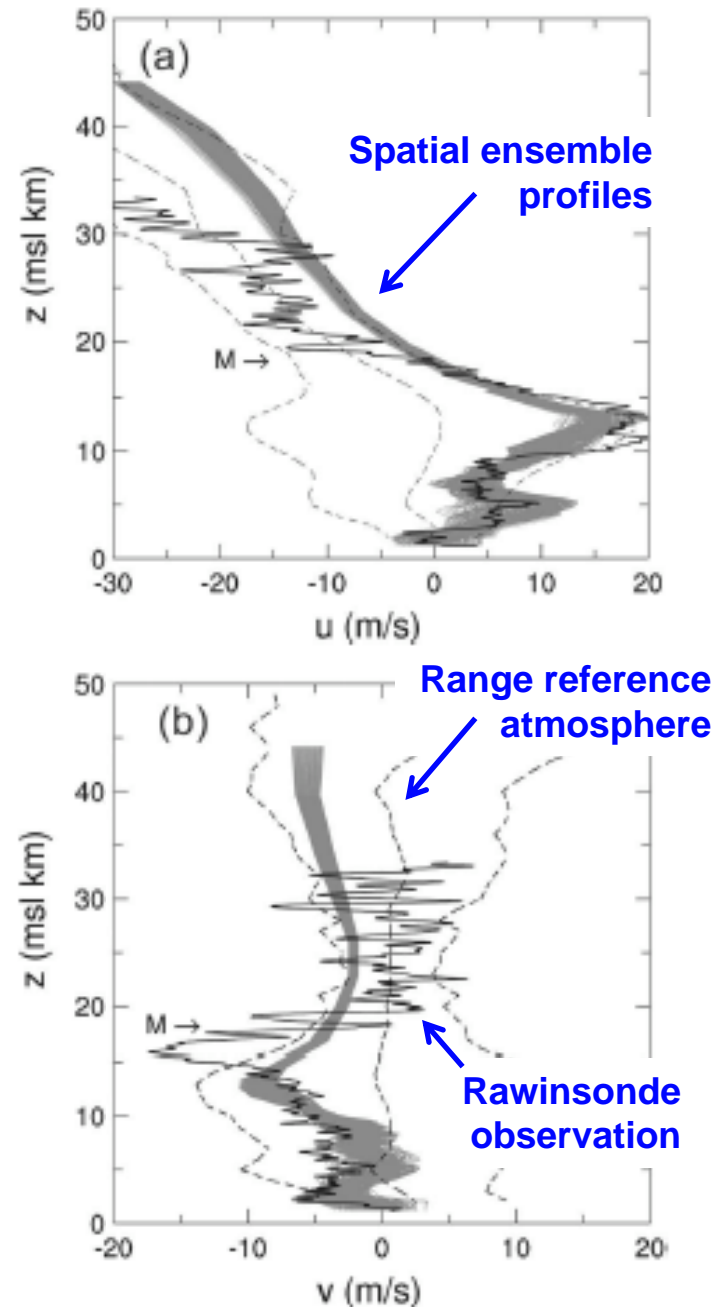 50
(a)
40
Spatial ensemble
profiles
30
z (msl km)
20
M →
10
0
-30 -20 -10 0 10 20
u (m/s)
50
Range reference
atmosphere
(b)
40
z (msl km)
30
20
M →
Rawinsonde
observation
10
0
-20 -10 0 10 20
v (m/s)